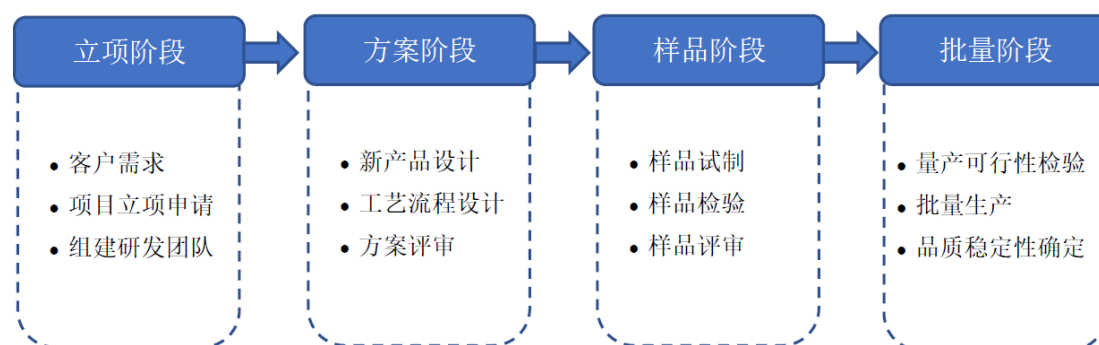 立项阶段
方案阶段
样品阶段
批量阶段
• 客户需求
• 项目立项申请
• 组建研发团队
• 新产品设计
• 工艺流程设计
• 方案评审
• 样品试制
• 样品检验
• 样品评审
• 量产可行性检验
• 批量生产
• 品质稳定性确定